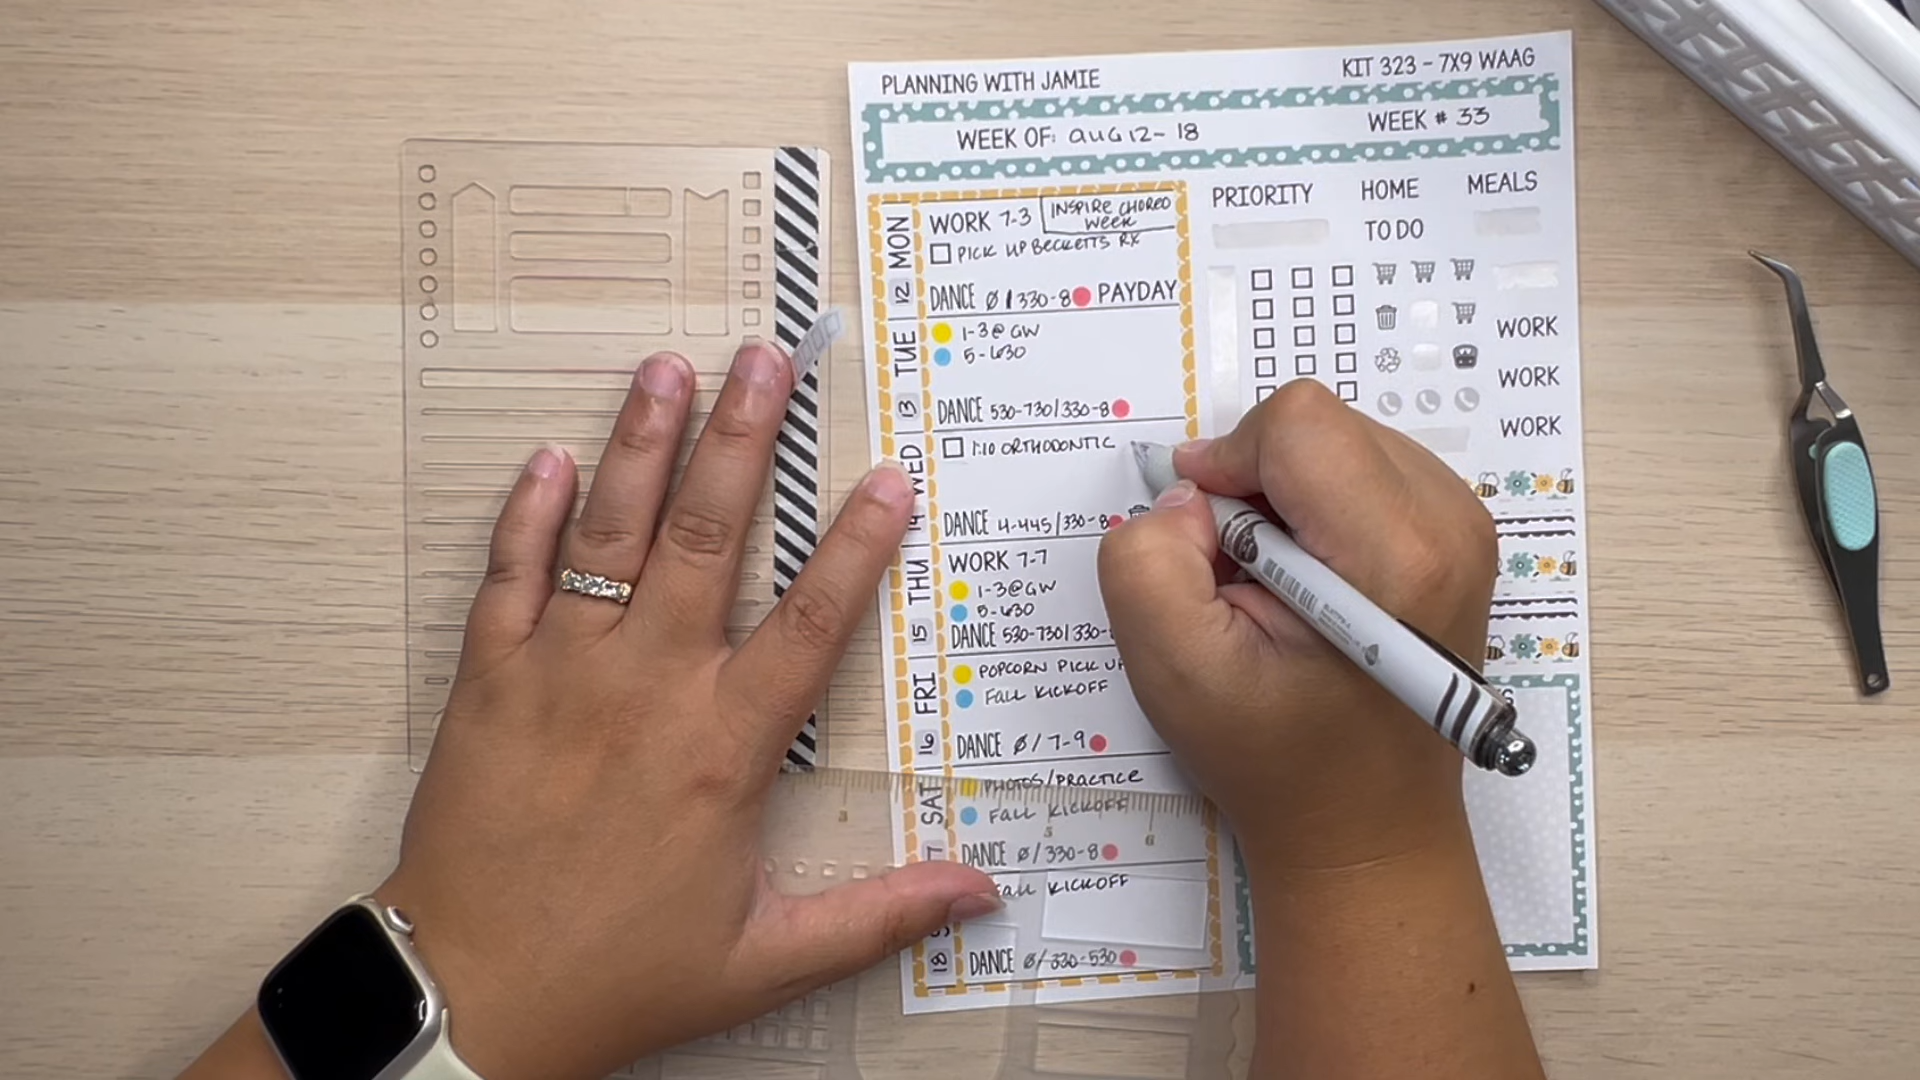 PLANNING WITH JAMIE
KIT 323 - 7X9 WAAG
WEEK OF: AUG 12-18
WEEK # 33
MON
12
WORK 7-3
INSPIRE CHOREO
WEEK
PICK UP BECKETTS RX
DANCE Ø/330-8
PAYDAY
TUE
13
1-3@GW
5-630
DANCE 530-730/330-8
WED
14
1:10 ORTHODONTIC
DANCE 4-445/330-8
THU
15
WORK 7-7
1-3@GW
5-630
DANCE 530-730/330-
FRI
16
POPCORN PICK UP
FALL KICKOFF
DANCE Ø/7-9
SAT
7
PHOTOS/PRACTICE
FALL KICKOFF
DANCE Ø/330-8
S
18
FALL KICKOFF
DANCE Ø/330-530
PRIORITY
HOME
MEALS
TO DO
WORK
WORK
WORK
3
5
6